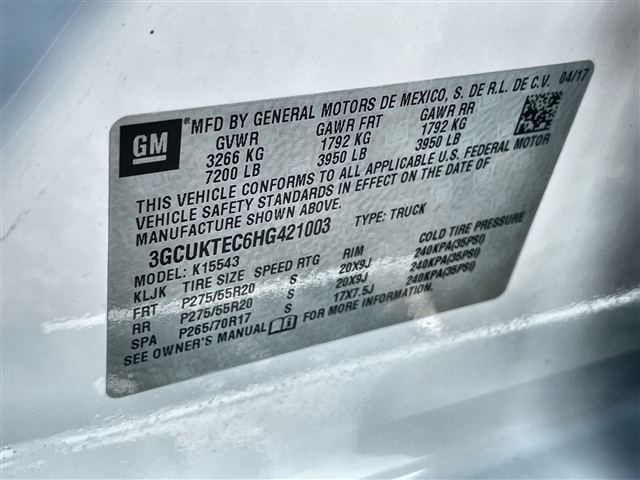 GM ® MFD BY GENERAL MOTORS DE MEXICO, S. DE R.L. DE C.V. 04/17
GVWR GAWR FRT GAWR RR
3266 KG 1792 KG 1792 KG
7200 LB 3950 LB 3950 LB
THIS VEHICLE CONFORMS TO ALL APPLICABLE U.S. FEDERAL MOTOR
VEHICLE SAFETY STANDARDS IN EFFECT ON THE DATE OF
MANUFACTURE SHOWN ABOVE.
3GCUKTEC6HG421003 TYPE: TRUCK
MODEL: K15543
KLJK TIRE SIZE SPEED RTG RIM COLD TIRE PRESSURE
FRT P275/55R20 S 20X9J 240KPA(35PSI)
RR P275/55R20 S 20X9J 240KPA(35PSI)
SPA P265/70R17 S 17X7.5J 240KPA(35PSI)
SEE OWNER'S MANUAL FOR MORE INFORMATION.